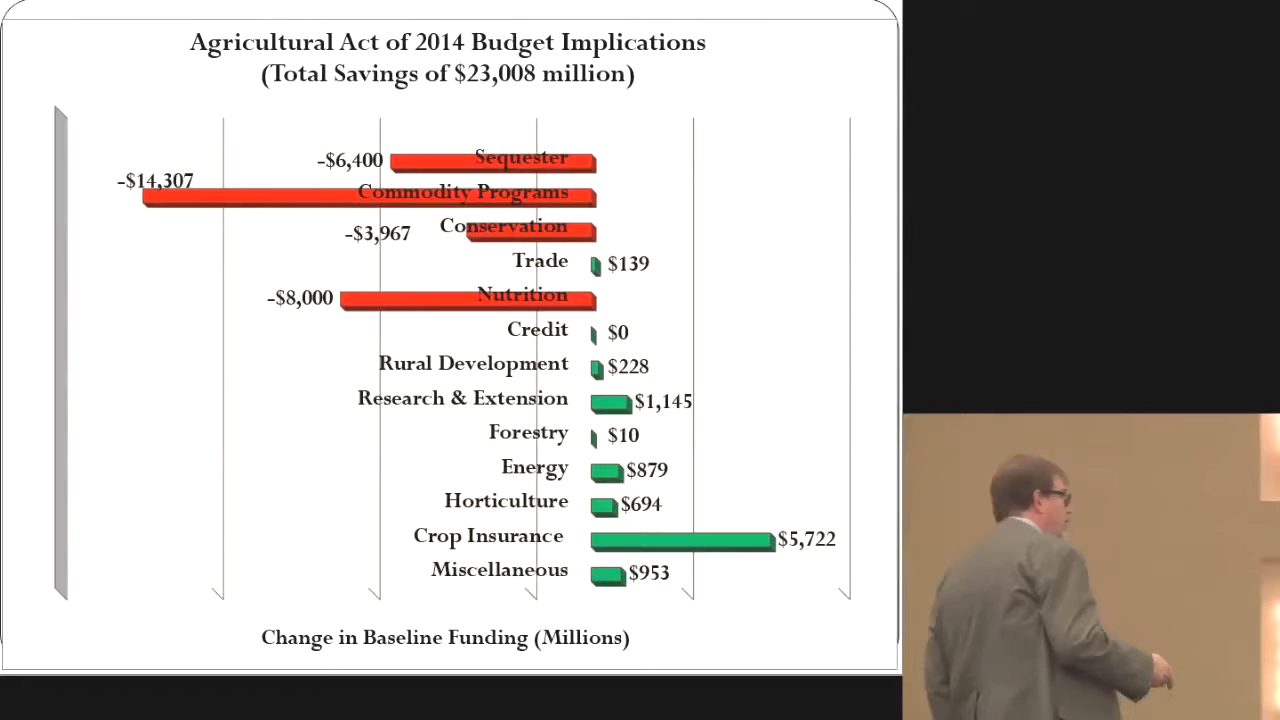 Agricultural Act of 2014 Budget Implications
(Total Savings of $23,008 million)
-$6,400 Sequester
-$14,307 Commodity Programs
-$3,967 Conservation
Trade $139
-$8,000 Nutrition
Credit $0
Rural Development $228
Research & Extension $1,145
Forestry $10
Energy $879
Horticulture $694
Crop Insurance $5,722
Miscellaneous $953
Change in Baseline Funding (Millions)